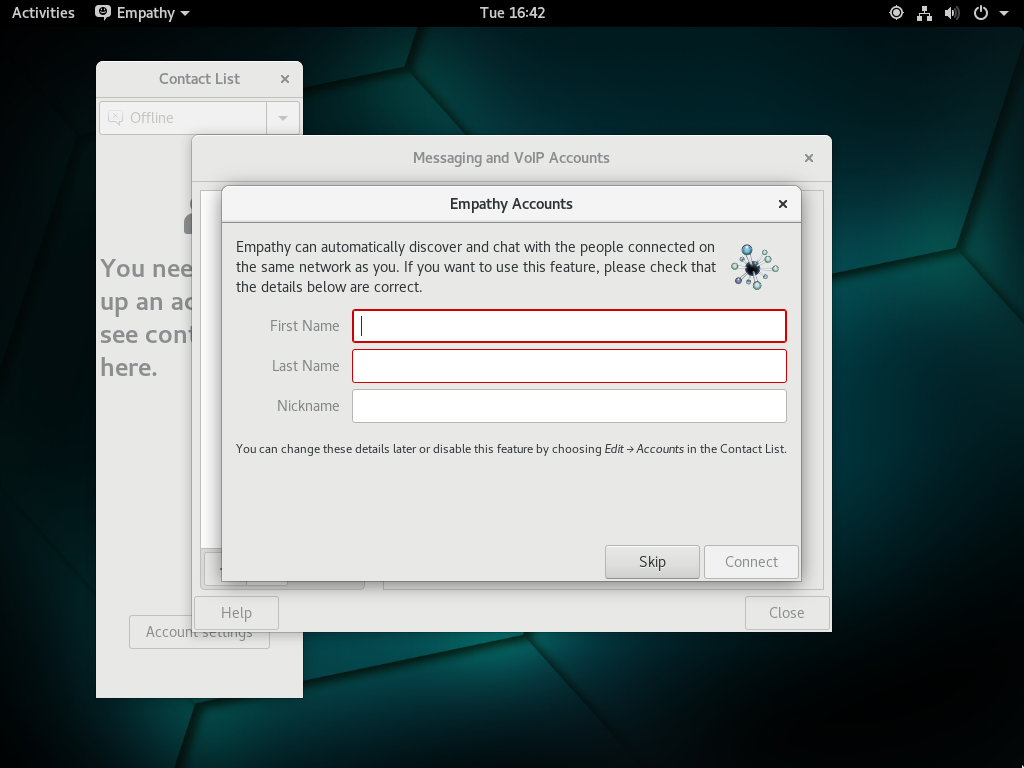 Activities
Empathy
Tue 16:42
Contact List
Offline
Messaging and VoIP Accounts
Empathy Accounts
Empathy can automatically discover and chat with the people connected on
the same network as you. If you want to use this feature, please check that
the details below are correct.
First Name
Last Name
Nickname
You can change these details later or disable this feature by choosing Edit → Accounts in the Contact List.
Skip
Connect
You nee
up an ac
see cont
here.
Help
Close
Account settings